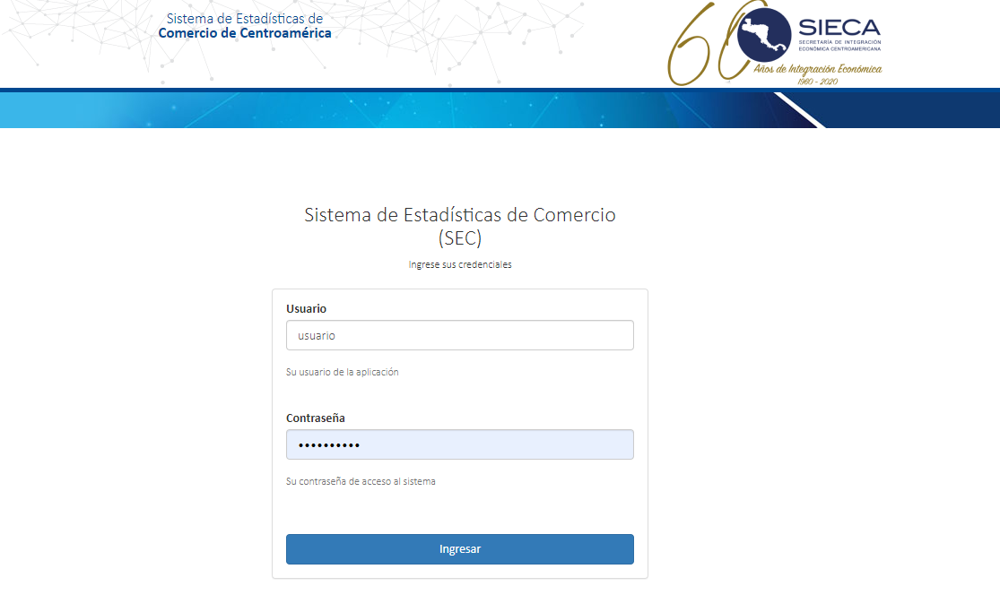 Sistema de Estadísticas de
Comercio de Centroamérica
60
SIECA
SECRETARÍA DE INTEGRACIÓN
ECONÓMICA CENTROAMERICANA
Años de Integración Económica
1960 - 2020
Sistema de Estadísticas de Comercio
(SEC)
Ingrese sus credenciales
Usuario
usuario
Su usuario de la aplicación
Contraseña
••••••••••
Su contraseña de acceso al sistema
Ingresar